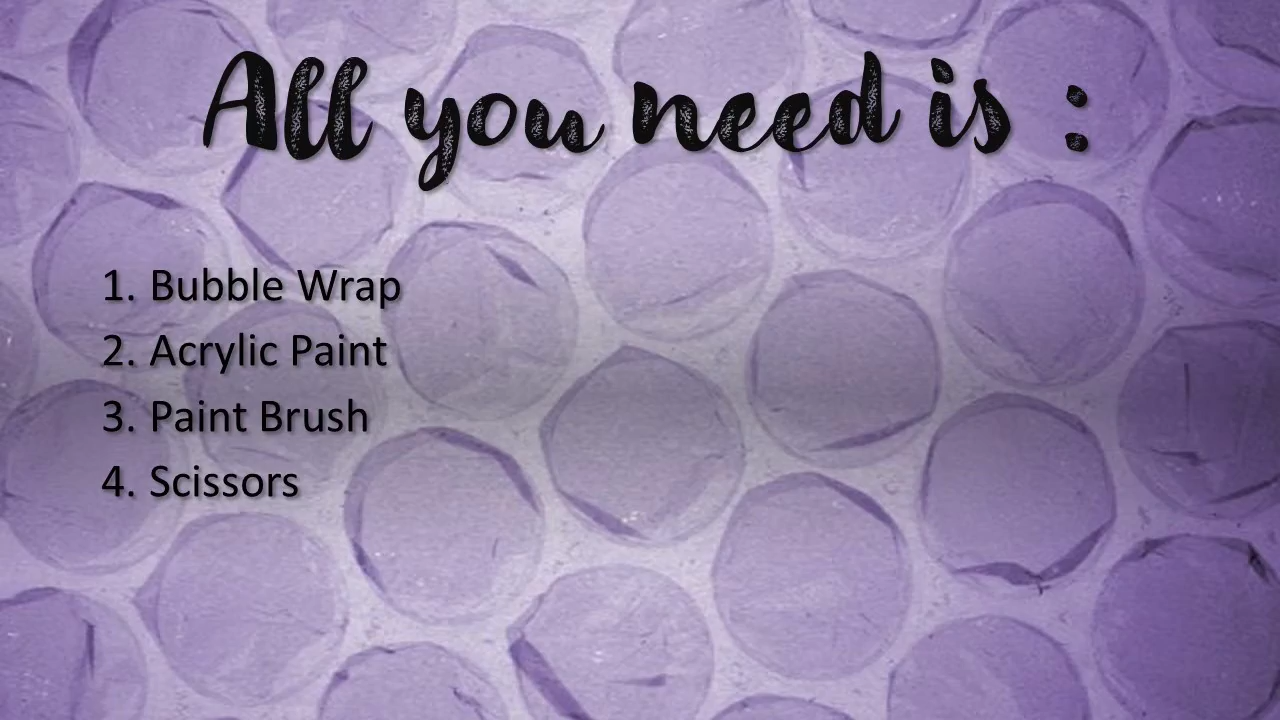 All you need is :
1. Bubble Wrap
2. Acrylic Paint
3. Paint Brush
4. Scissors